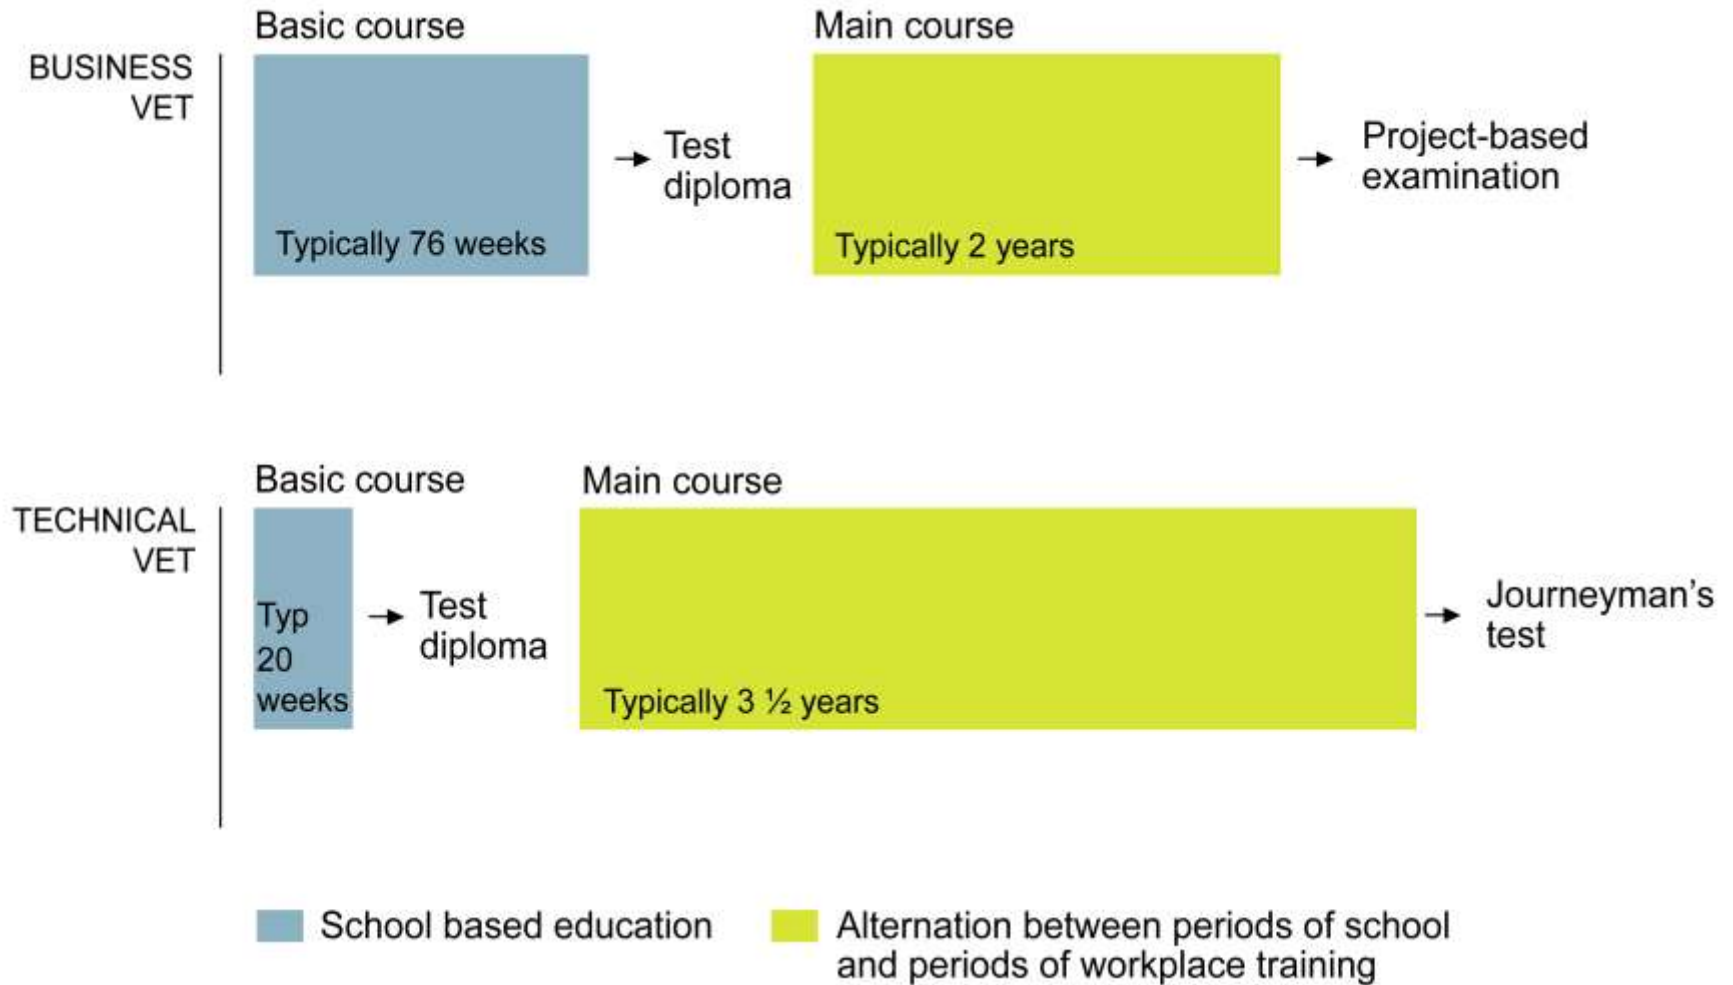 Basic course
Main course
BUSINESS
VET
Test
diploma
Project-based
examination
Typically 76 weeks
Typically 2 years
Basic course
Main course
TECHNICAL
VET
Typ
20
weeks
Test
diploma
Typically 3 ½ years
Journeyman’s
test
School based education
Alternation between periods of school
and periods of workplace training